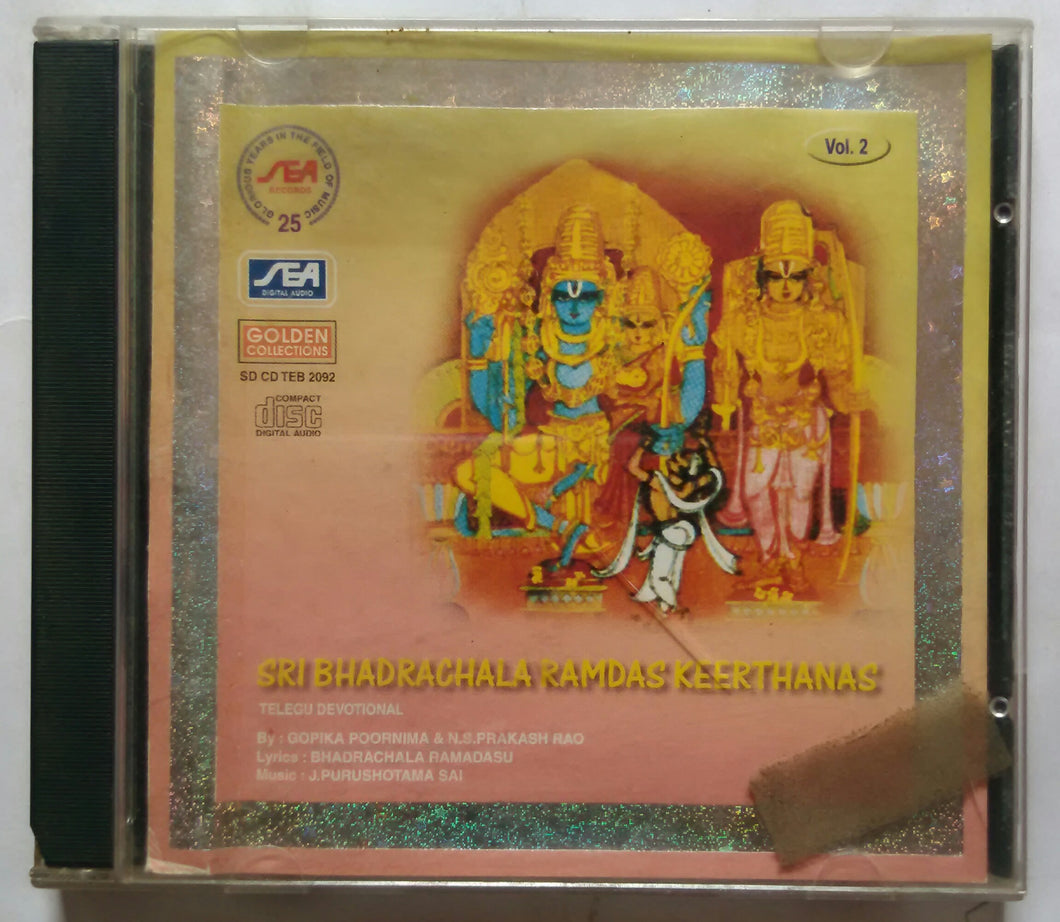 GLORIOUS YEARS IN THE FIELD OF MUSIC
SEA
RECORDS
25
Vol. 2
SEA
DIGITAL AUDIO
GOLDEN
COLLECTIONS
SD CD TEB 2092
COMPACT
disc
DIGITAL AUDIO
SRI BHADRACHALA RAMDAS KEERTHANAS
TELEGU DEVOTIONAL
By : GOPIKA POORNIMA & N.S.PRAKASH RAO
Lyrics : BHADRACHALA RAMADASU
Music : J.PURUSHOTAMA SAI